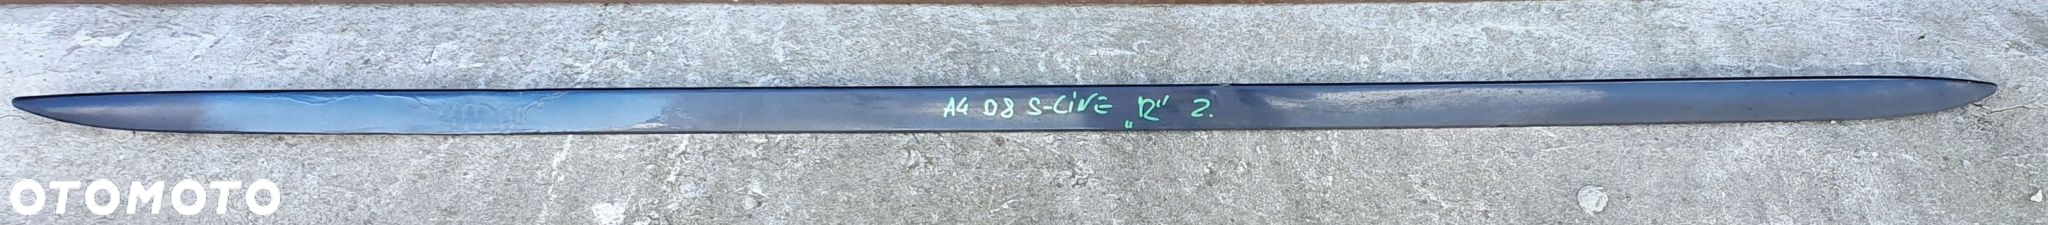 A4 08 S-LiNE „R" 2.
OTOMOTO